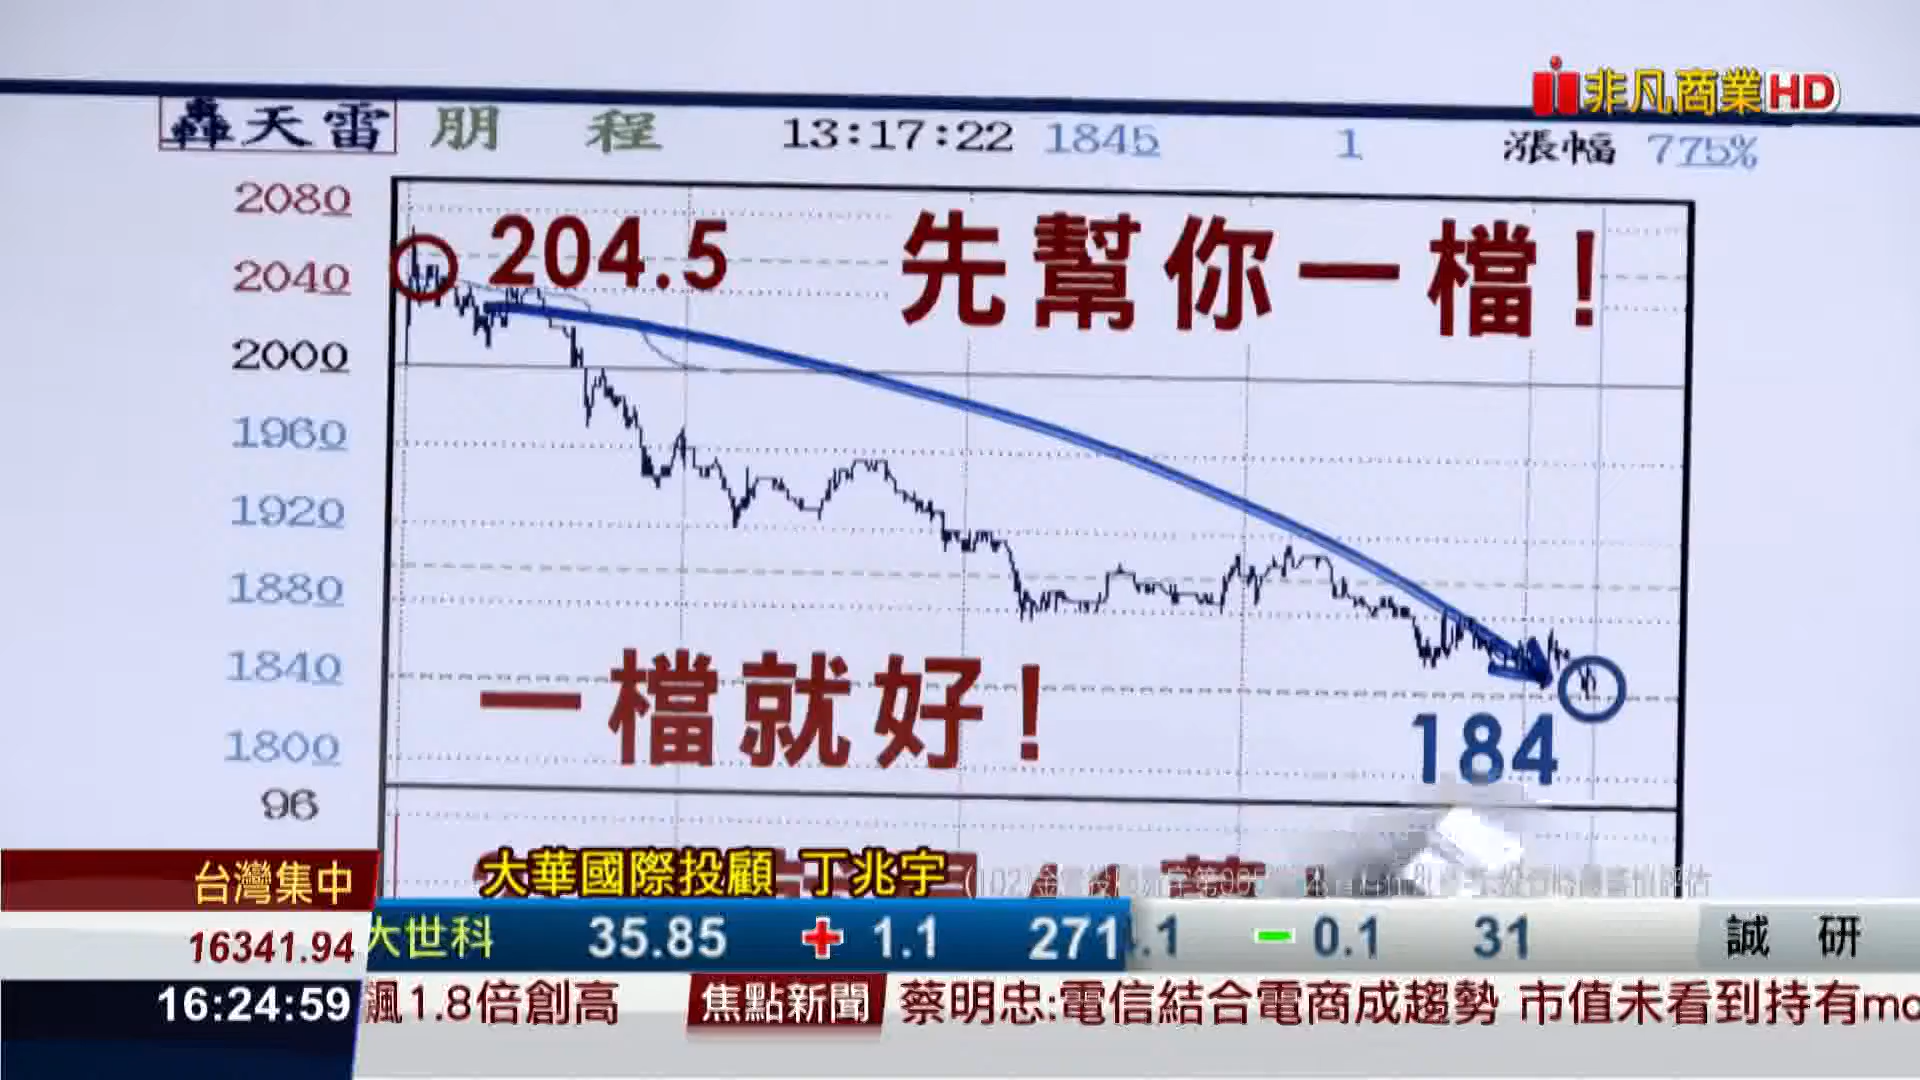 非凡商業HD
轟天雷 朋 程 13:17:22 1845 1 漲幅 775%
2080
204.5 先幫你一檔！
2040
2000
1960
1920
1880
1840
一檔就好！
184
1800
96
台灣集中 大華國際投顧 丁兆宇
16341.94 大世科 35.85 + 1.1 271 .1 - 0.1 31 誠 研
16:24:59 飆1.8倍創高 焦點新聞 蔡明忠:電信結合電商成趨勢 市值未看到持有mo